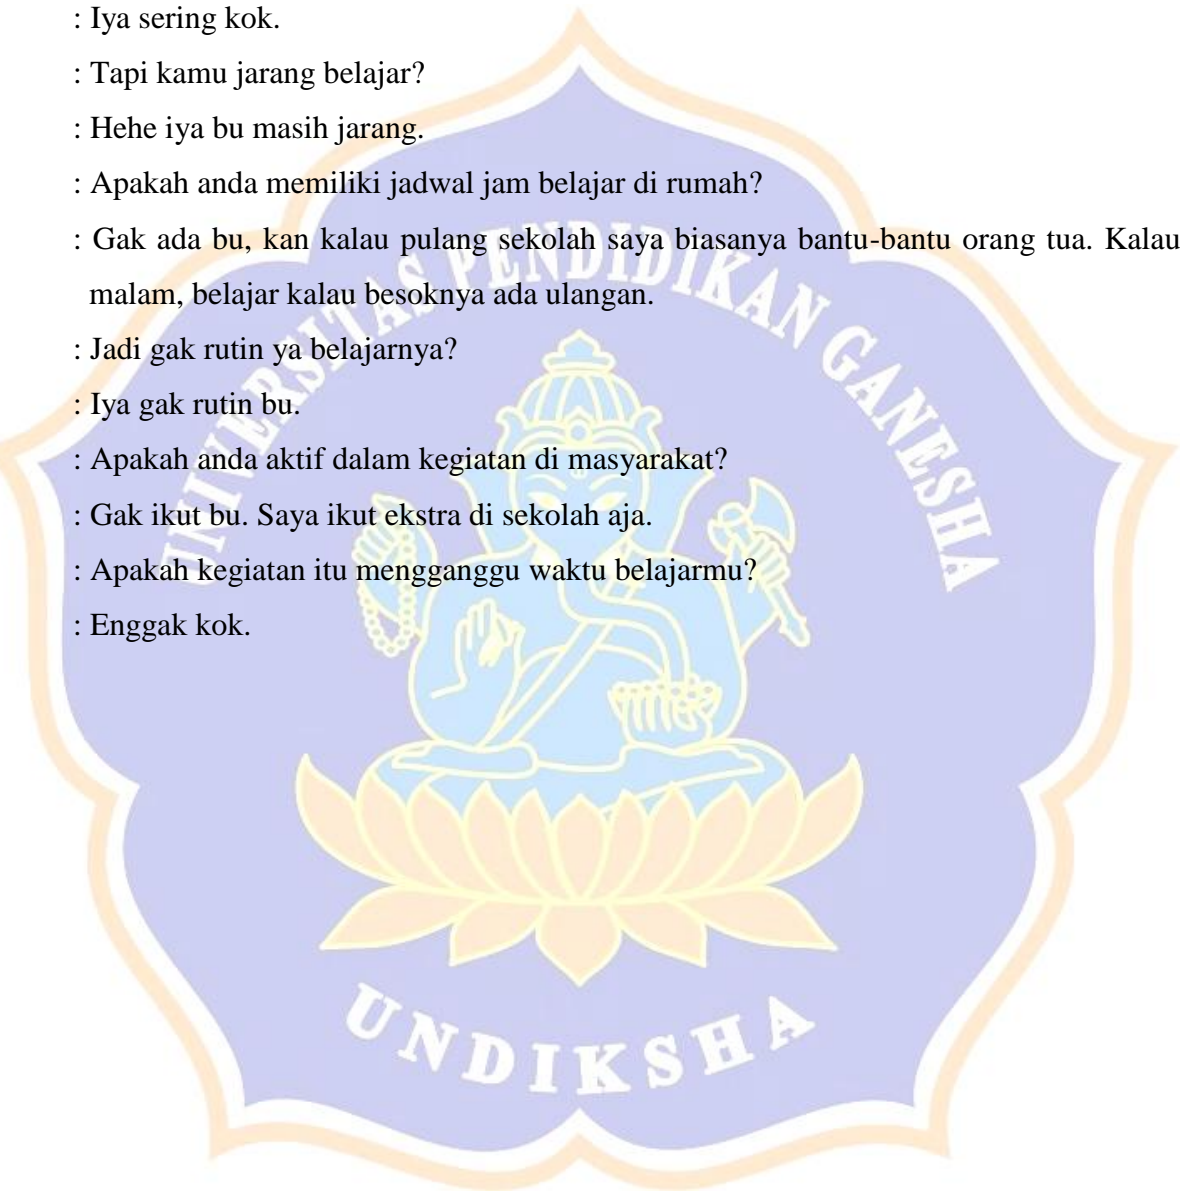 : Iya sering kok.
: Tapi kamu jarang belajar?
: Hehe iya bu masih jarang.
: Apakah anda memiliki jadwal jam belajar di rumah?
: Gak ada bu, kan kalau pulang sekolah saya biasanya bantu-bantu orang tua. Kalau
malam, belajar kalau besoknya ada ulangan.
: Jadi gak rutin ya belajarnya?
: Iya gak rutin bu.
: Apakah anda aktif dalam kegiatan di masyarakat?
: Gak ikut bu. Saya ikut ekstra di sekolah aja.
: Apakah kegiatan itu mengganggu waktu belajarmu?
: Enggak kok.
UNIVERSITAS PENDIDIKAN GANESHA
UNDIKSHA